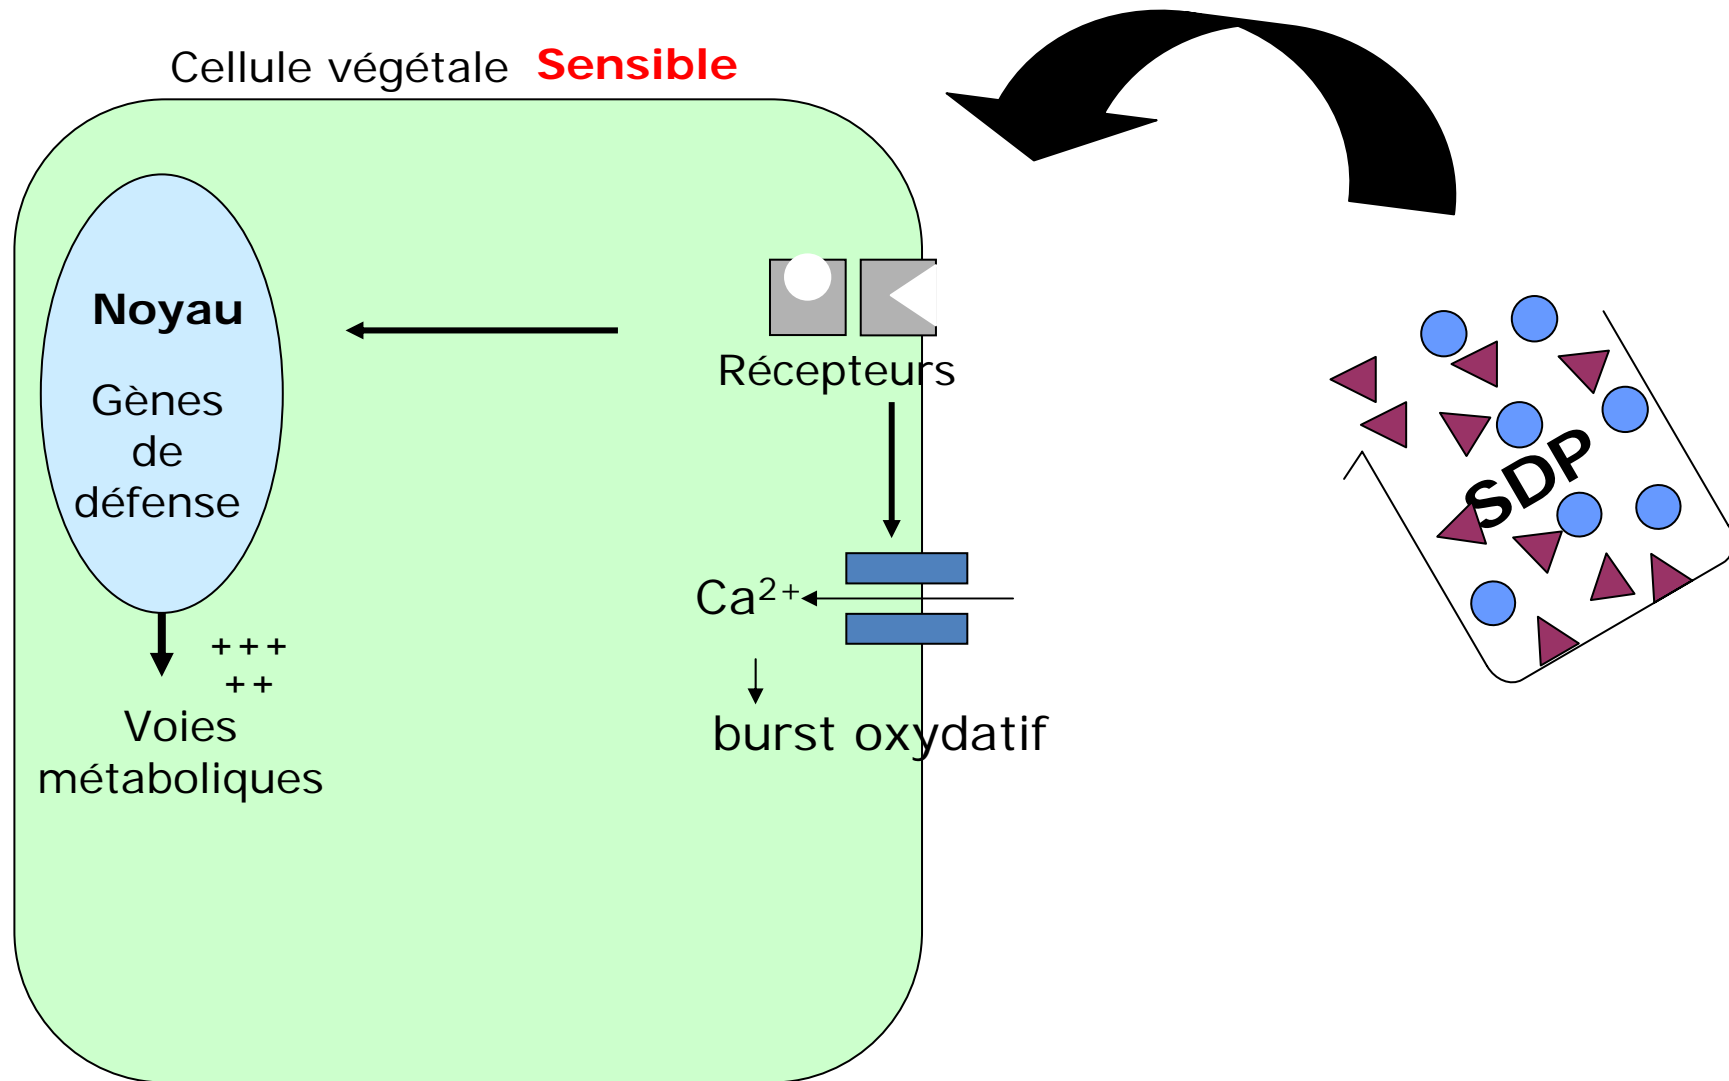 Cellule végétale Sensible
Noyau
Gènes
de
défense
+++
++
Voies
métaboliques
Récepteurs
Ca²⁺
burst oxydatif
SDP